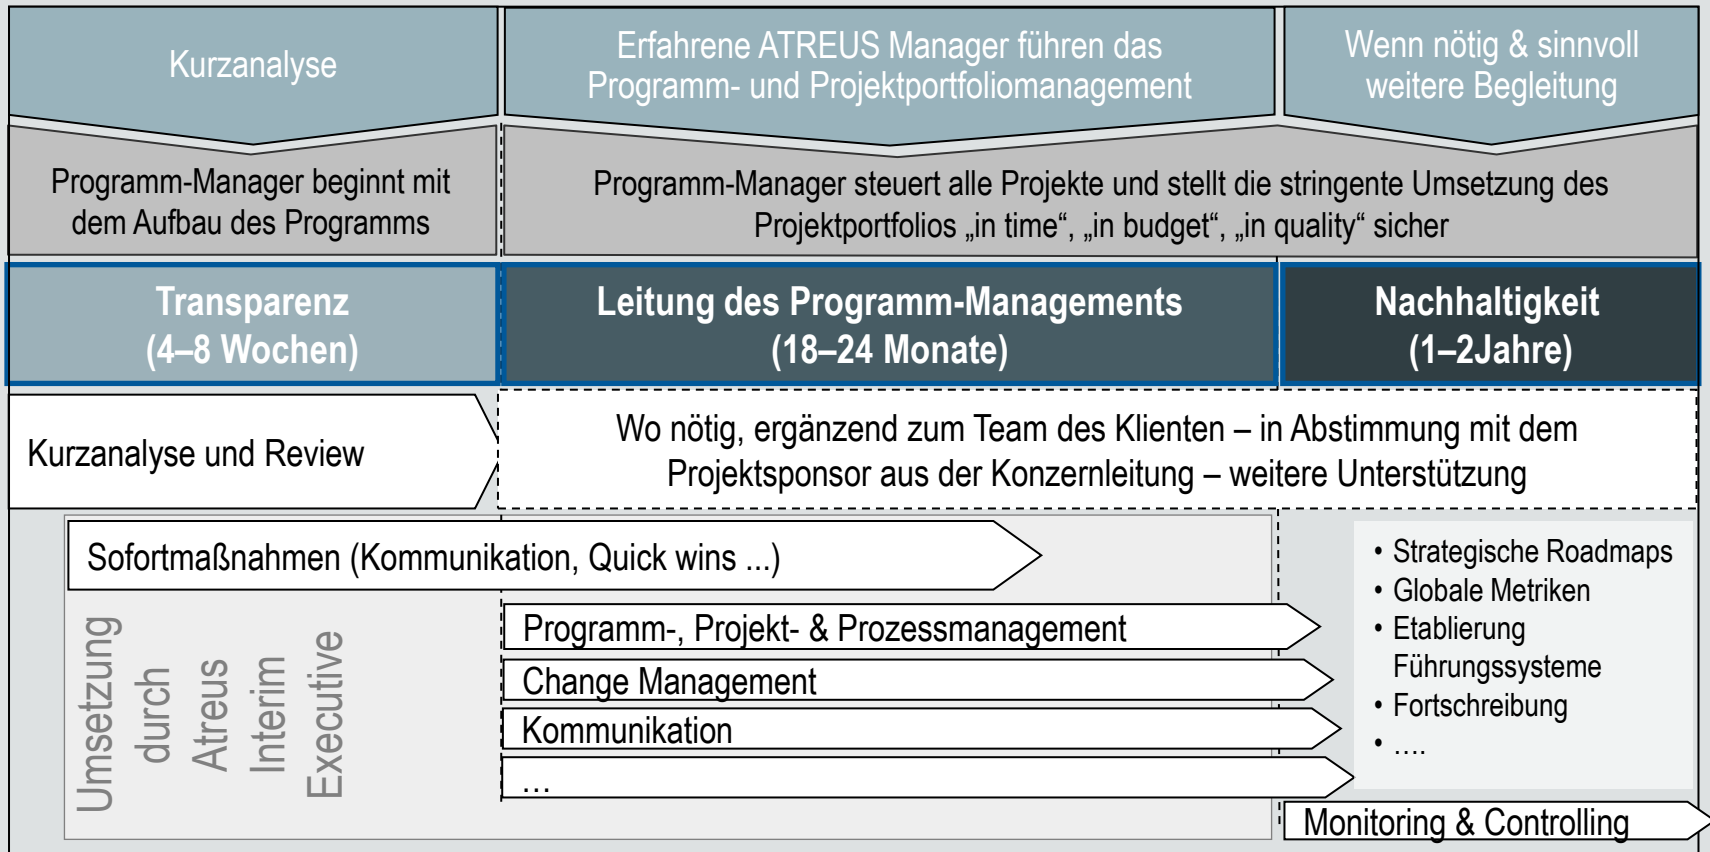 Kurzanalyse
Erfahrene ATREUS Manager führen das
Programm- und Projektportfoliomanagement
Wenn nötig & sinnvoll
weitere Begleitung
Programm-Manager beginnt mit
dem Aufbau des Programms
Programm-Manager steuert alle Projekte und stellt die stringente Umsetzung des
Projektportfolios „in time“, „in budget“, „in quality“ sicher
Transparenz
(4–8 Wochen)
Leitung des Programm-Managements
(18–24 Monate)
Nachhaltigkeit
(1–2Jahre)
Kurzanalyse und Review
Wo nötig, ergänzend zum Team des Klienten – in Abstimmung mit dem
Projektsponsor aus der Konzernleitung – weitere Unterstützung
Sofortmaßnahmen (Kommunikation, Quick wins ...)
Umsetzung
durch
Atreus
Interim
Executive
Programm-, Projekt- & Prozessmanagement
Change Management
Kommunikation
…
• Strategische Roadmaps
• Globale Metriken
• Etablierung
Führungssysteme
• Fortschreibung
• ….
Monitoring & Controlling